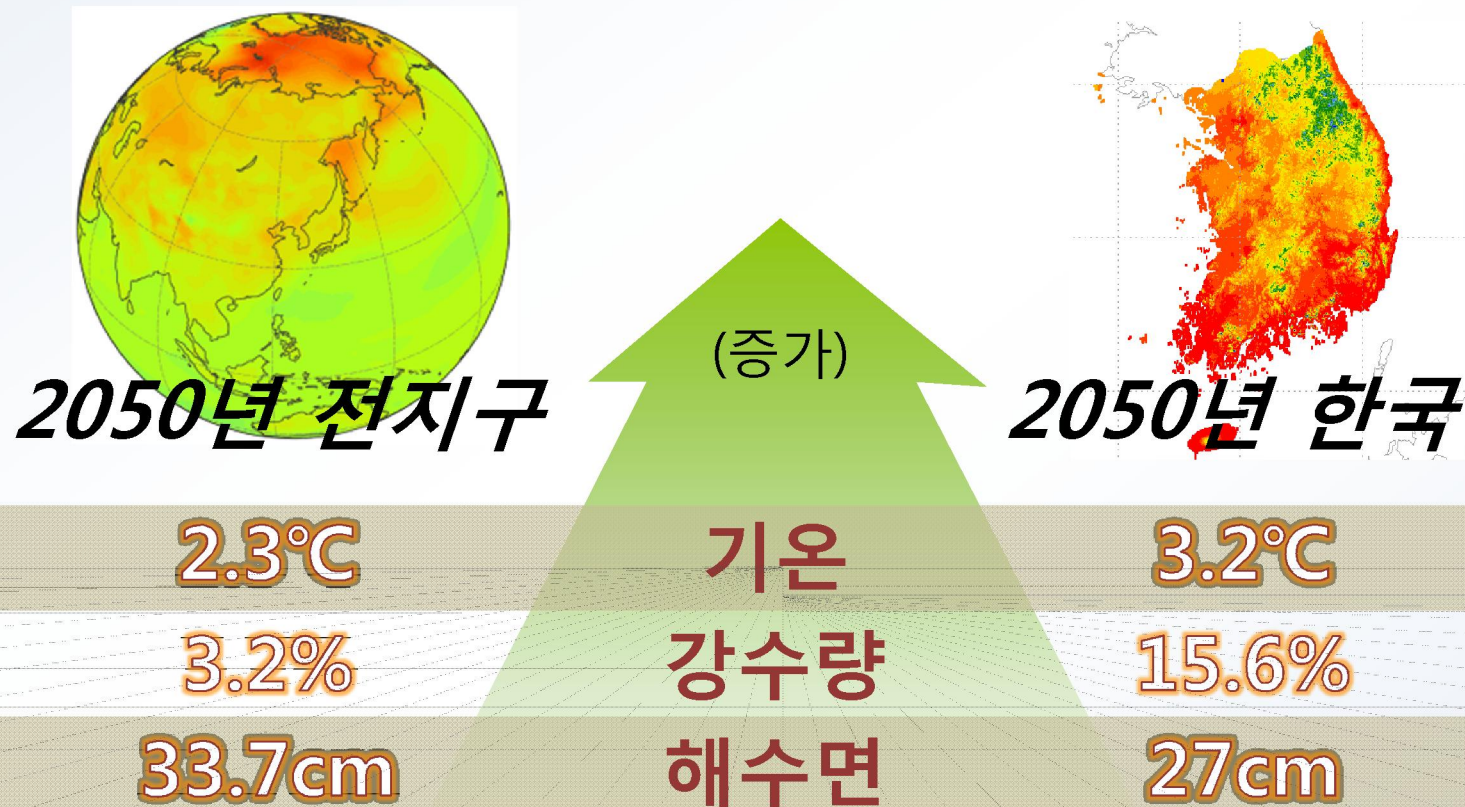 (증가)
2050년 전지구
2050년 한국
2.3℃ 기온 3.2℃
3.2% 강수량 15.6%
33.7cm 해수면 27cm